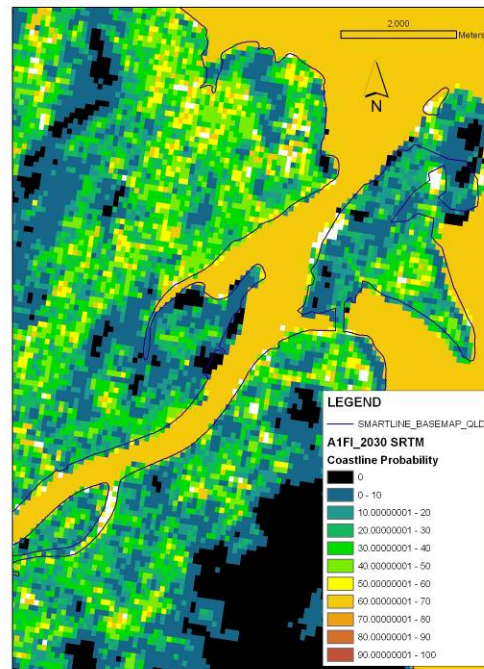 2,000
Meters
N
LEGEND
SMARTLINE_BASEMAP_QLD
A1FI_2030 SRTM
Coastline Probability
0
0 - 10
10.00000001 - 20
20.00000001 - 30
30.00000001 - 40
40.00000001 - 50
50.00000001 - 60
60.00000001 - 70
70.00000001 - 80
80.00000001 - 90
90.00000001 - 100